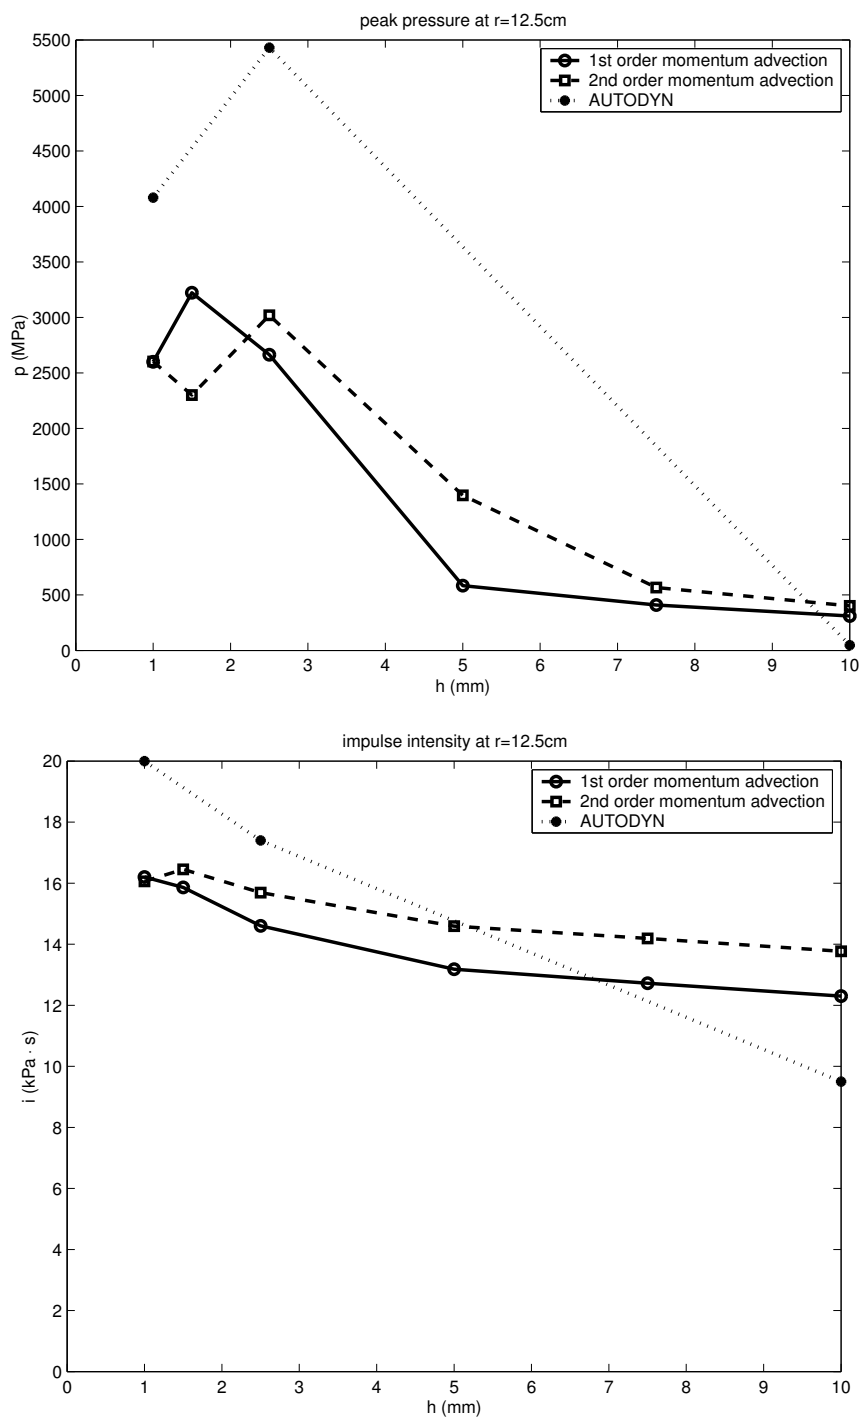 peak pressure at r=12.5cm
5500
5000
4500
4000
3500
3000
2500
2000
1500
1000
500
0
p (MPa)
1st order momentum advection
2nd order momentum advection
AUTODYN
0 1 2 3 4 5 6 7 8 9 10
h (mm)
impulse intensity at r=12.5cm
20
18
16
14
12
10
8
6
4
2
0
i (kPa · s)
1st order momentum advection
2nd order momentum advection
AUTODYN
0 1 2 3 4 5 6 7 8 9 10
h (mm)